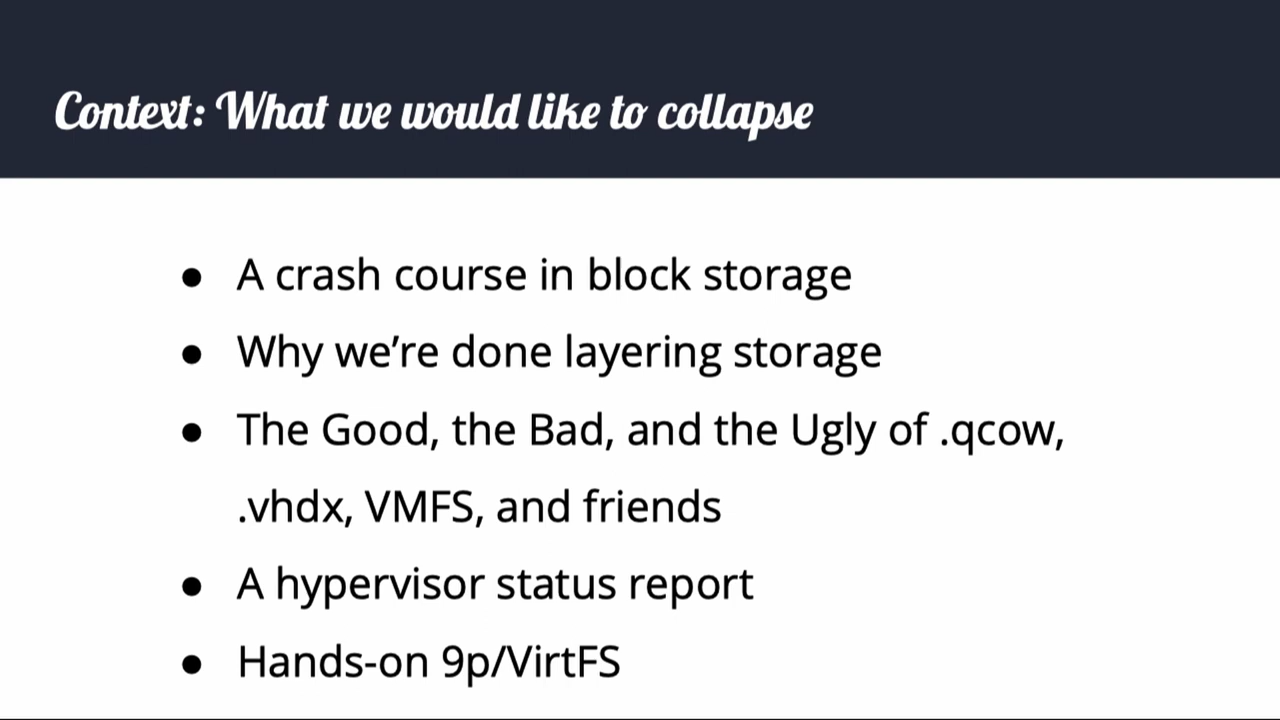 Context: What we would like to collapse
● A crash course in block storage
● Why we’re done layering storage
● The Good, the Bad, and the Ugly of .qcow,
.vhdx, VMFS, and friends
● A hypervisor status report
● Hands-on 9p/VirtFS